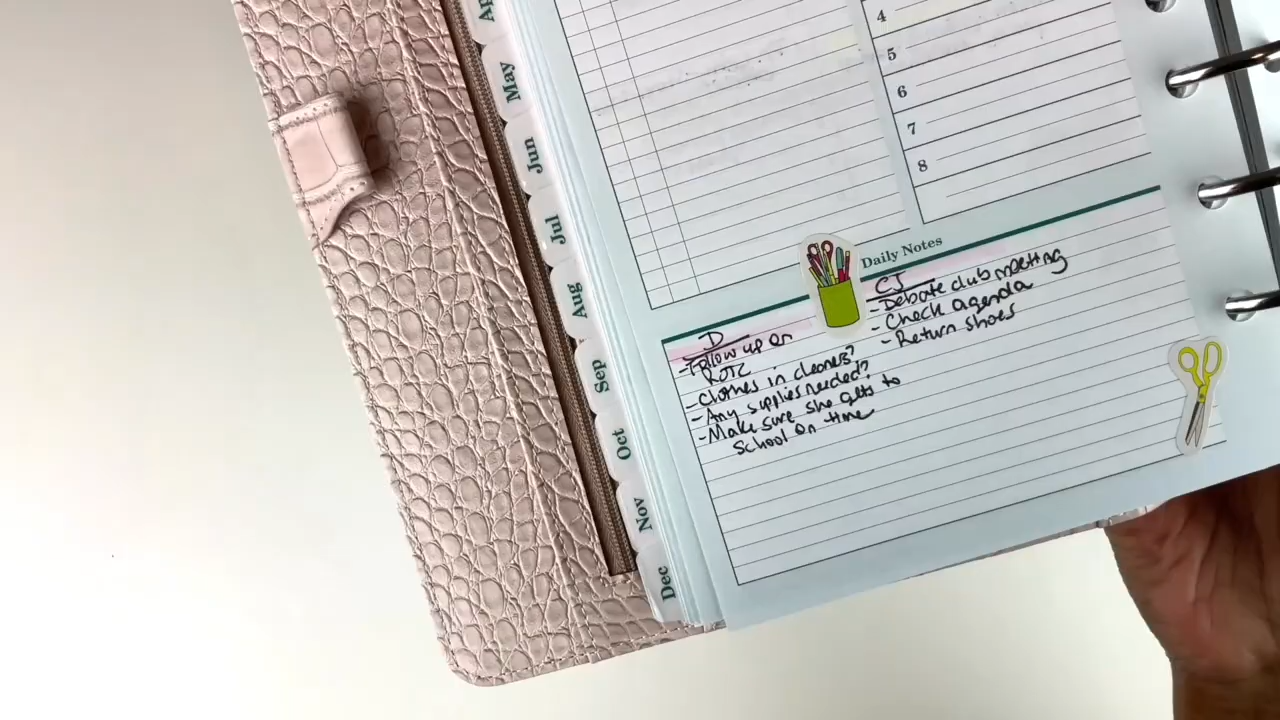 Ap
May
Jun
Jul
Aug
Sep
Oct
Nov
Dec
4
5
6
7
8
Daily Notes
D
- Follow up on
ROTC
- Clothes in cleaners?
- Any supplies needed?
- Make sure she gets to
School on time
CJ
- Debate club meeting
- Check agenda
- Return shoes